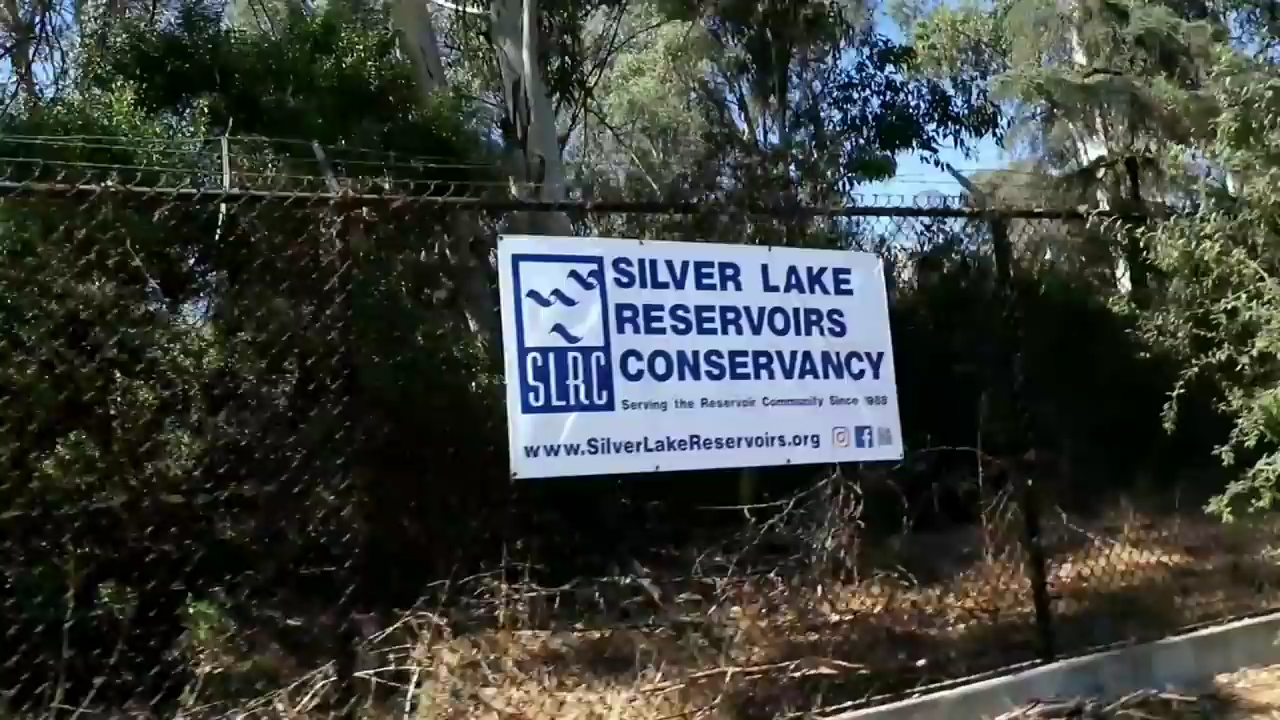 SLRC
SILVER LAKE
RESERVOIRS
CONSERVANCY
Serving the Reservoir Community Since 1988
www.SilverLakeReservoirs.org